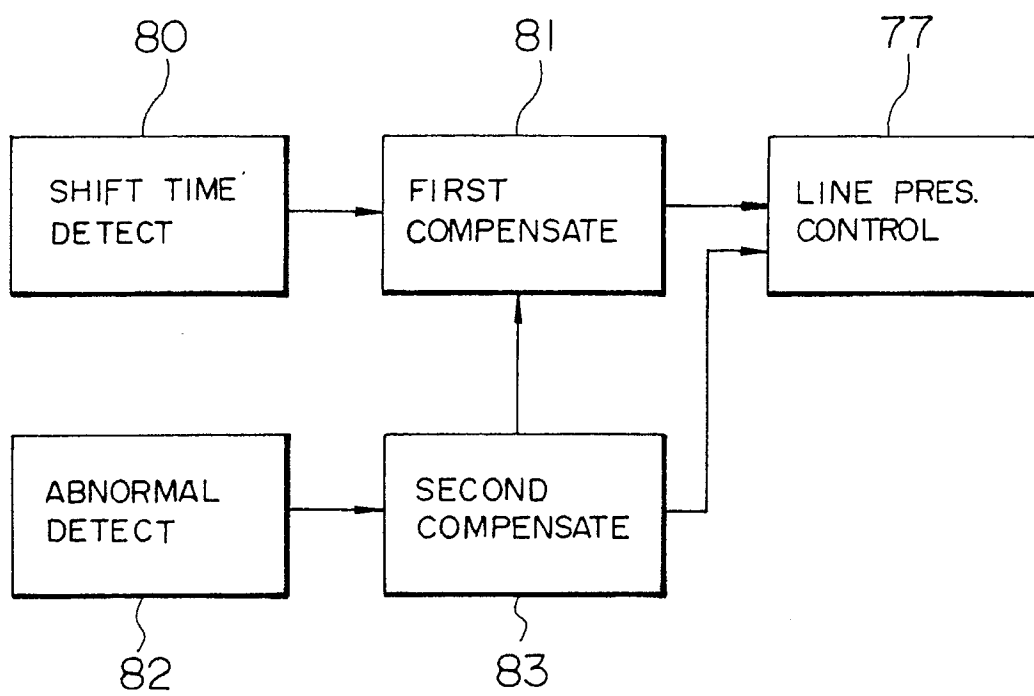 80
81
77
SHIFT TIME
DETECT
FIRST
COMPENSATE
LINE PRES.
CONTROL
ABNORMAL
DETECT
SECOND
COMPENSATE
82
83